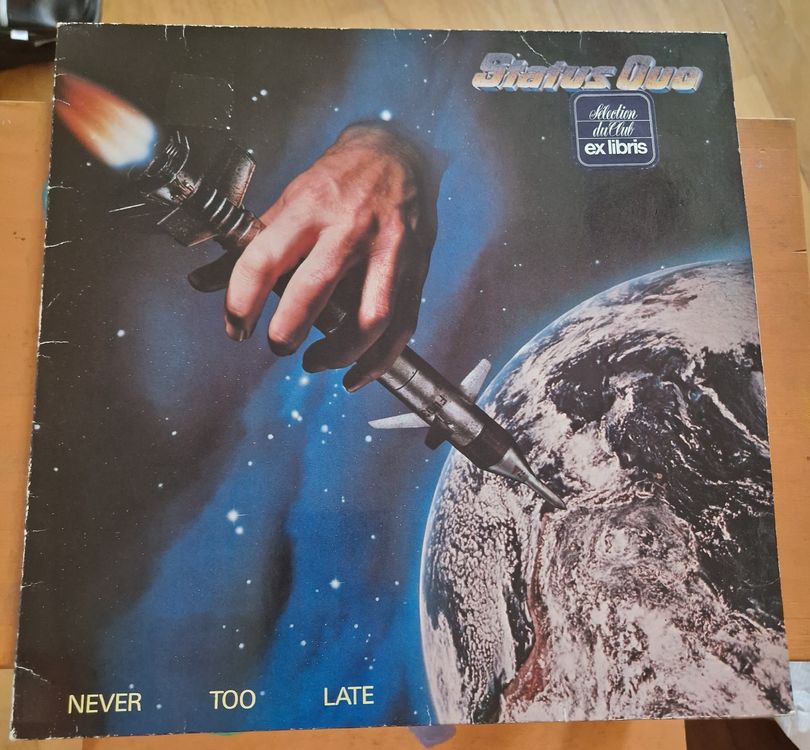 Status Quo
Sélection
du Club
ex libris
NEVER TOO LATE